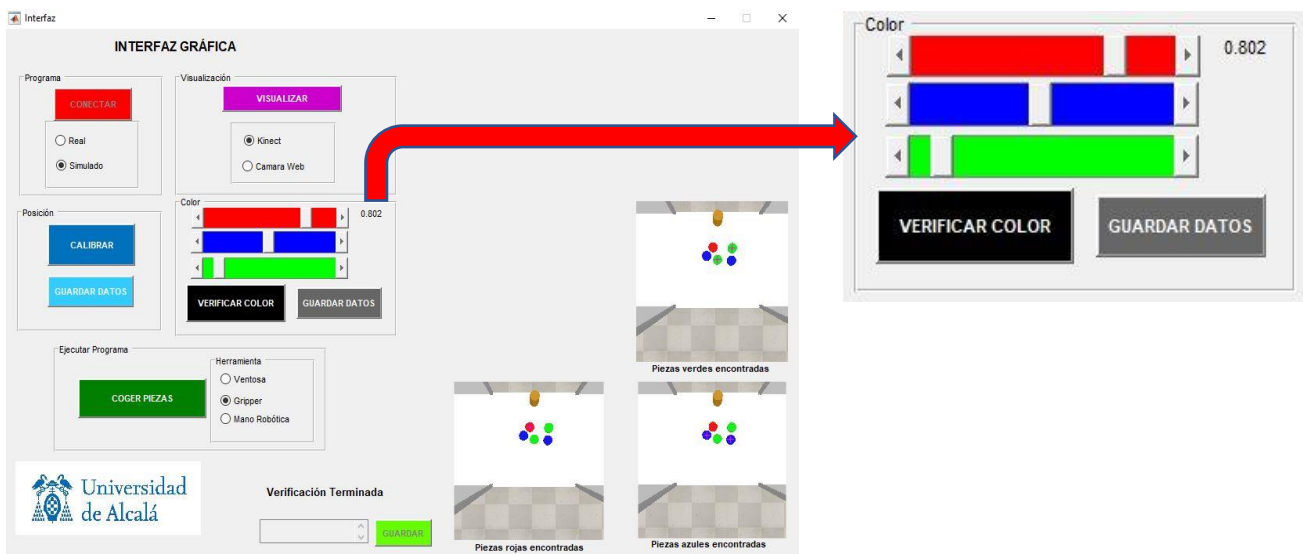 Interfaz
INTERFAZ GRÁFICA
Programa
CONECTAR
Real
Simulado
Visualización
VISUALIZAR
Kinect
Camara Web
Posición
CALIBRAR
GUARDAR DATOS
Color
0.802
VERIFICAR COLOR
GUARDAR DATOS
Ejecutar Programa
COGER PIEZAS
Herramienta
Ventosa
Gripper
Mano Robótica
Universidad
de Alcalá
Verificación Terminada
GUARDAR
Piezas verdes encontradas
Piezas rojas encontradas
Piezas azules encontradas
Color
0.802
VERIFICAR COLOR
GUARDAR DATOS